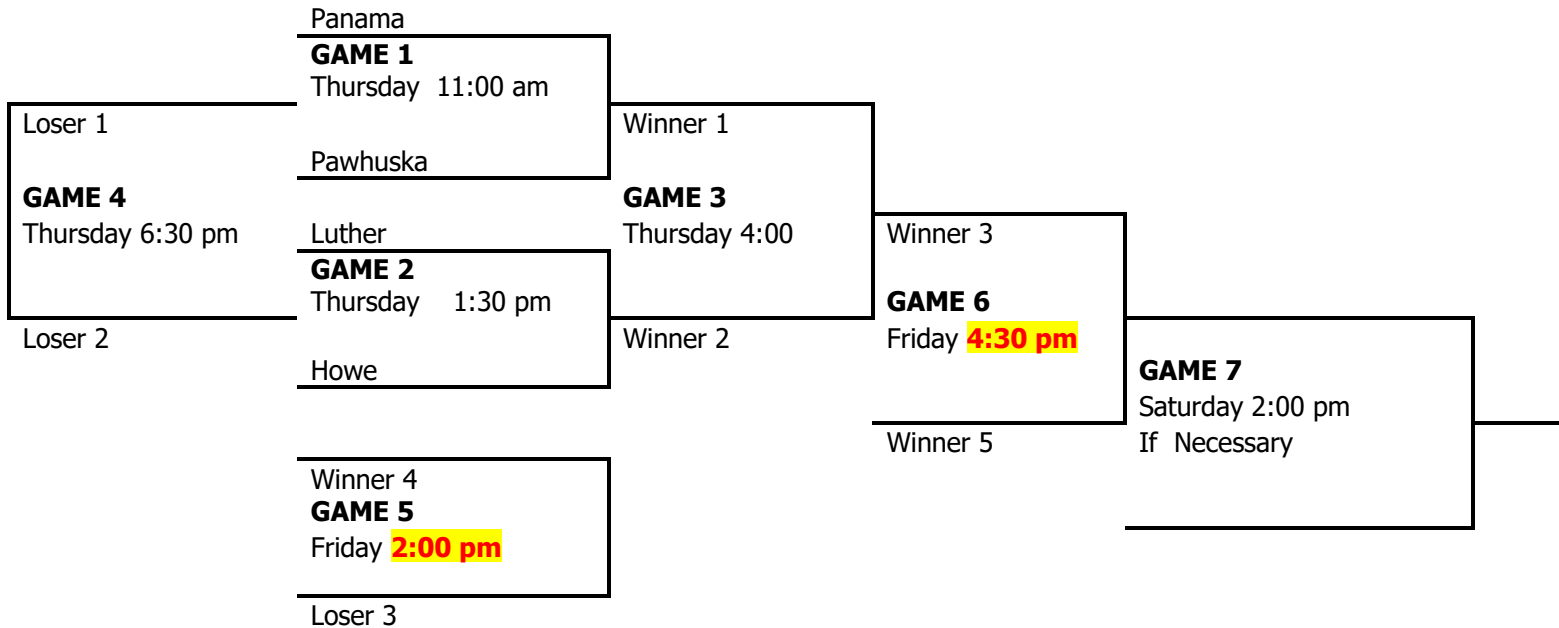 Panama
GAME 1
Thursday 11:00 am
Loser 1
Winner 1
Pawhuska
GAME 4
GAME 3
Thursday 6:30 pm
Luther
Thursday 4:00
Winner 3
GAME 2
Thursday 1:30 pm
GAME 6
Loser 2
Winner 2
Friday 4:30 pm
Howe
GAME 7
Saturday 2:00 pm
Winner 5
If Necessary
Winner 4
GAME 5
Friday 2:00 pm
Loser 3